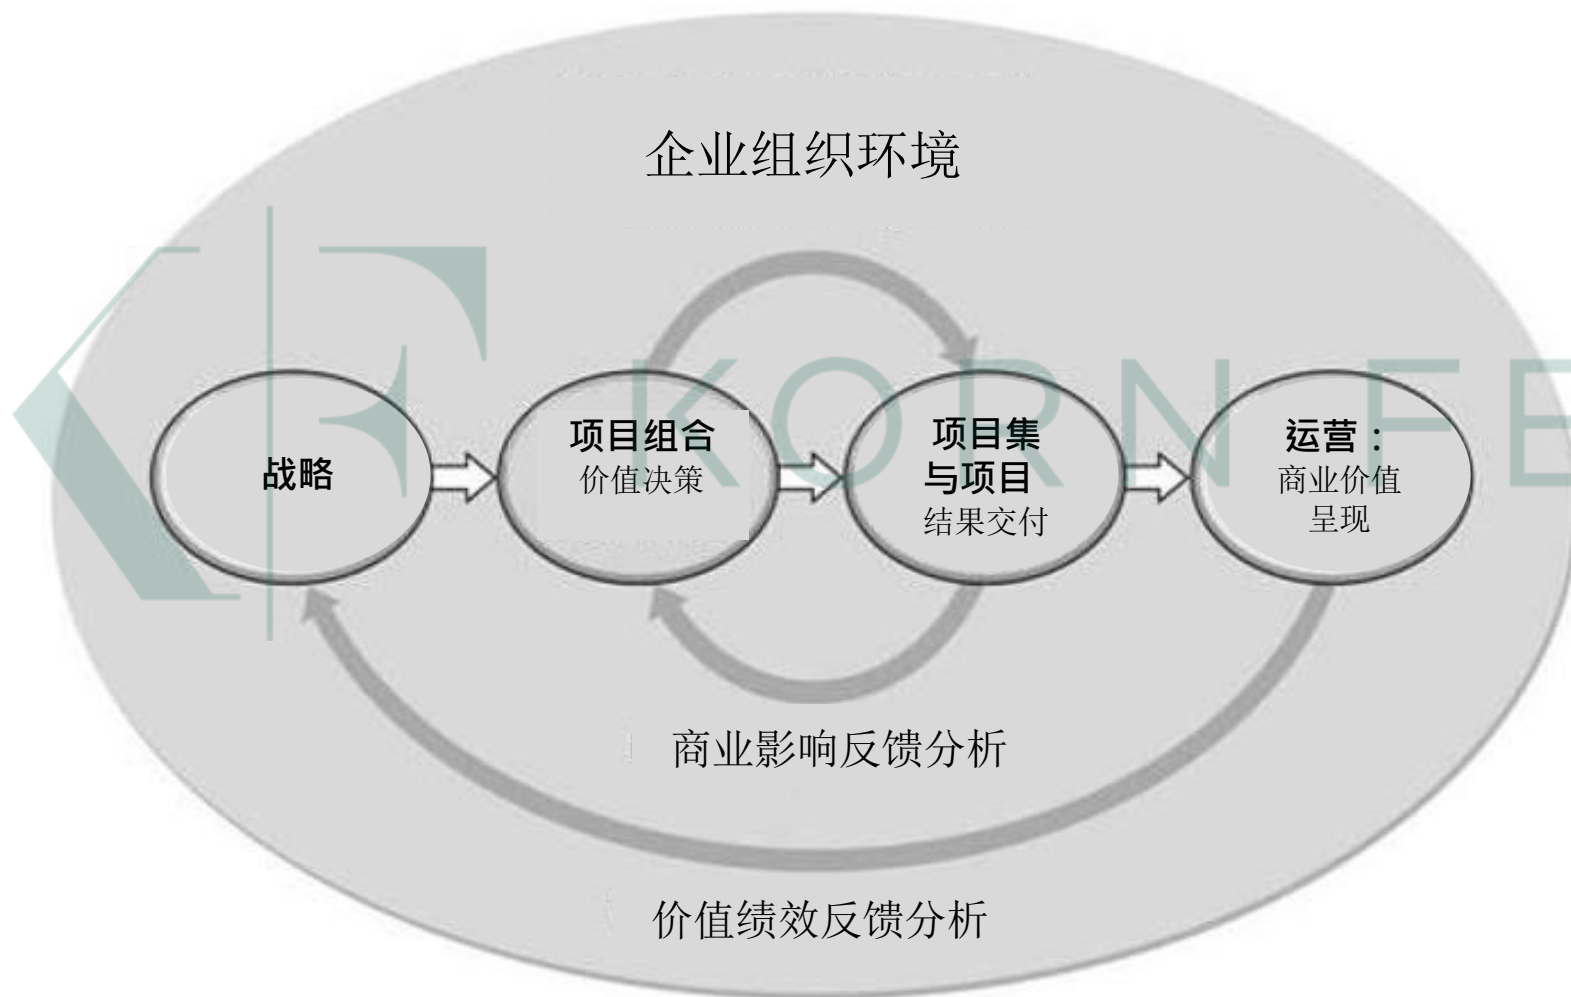 企业组织环境
KORN FE
战略
项目组合
价值决策
项目集
与项目
结果交付
运营：
商业价值
呈现
商业影响反馈分析
价值绩效反馈分析